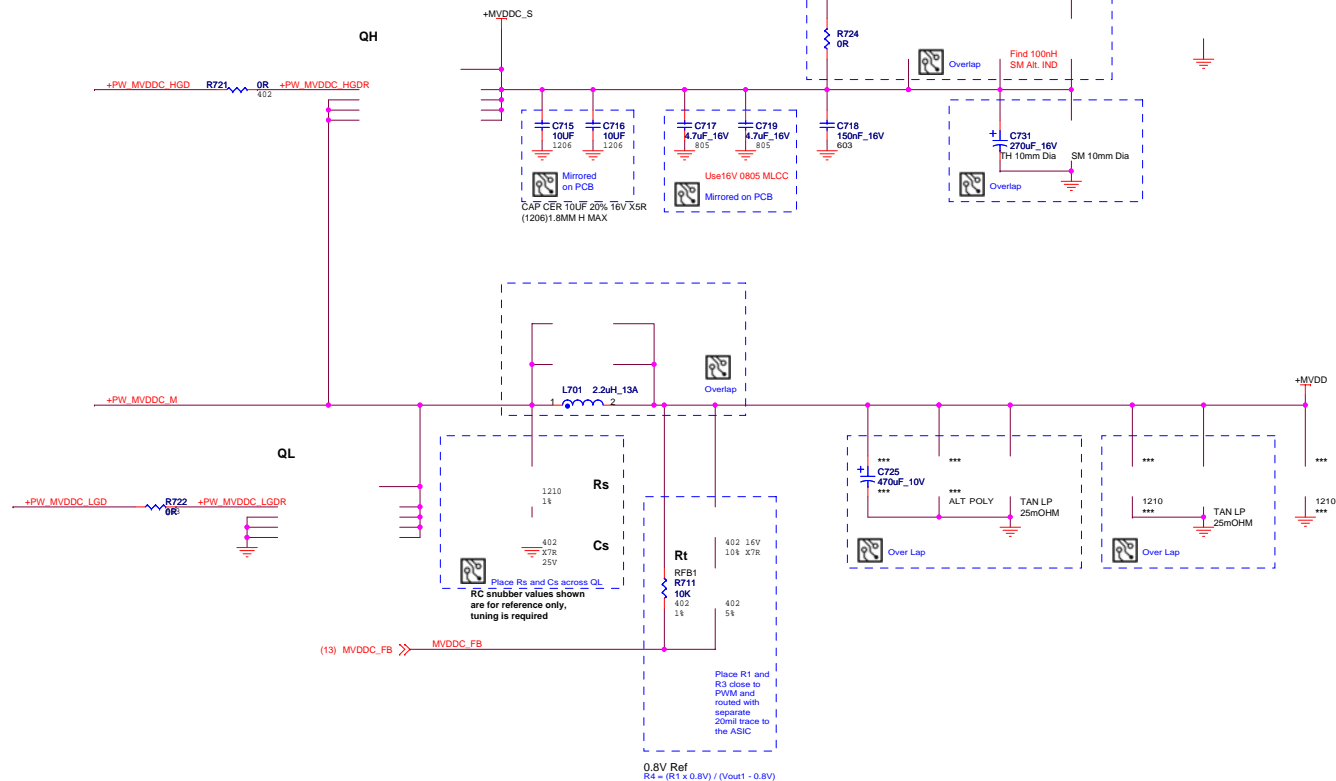 +MVDDC_S
QH
R724
0R
Overlap
Find 100nH
SM Alt. IND
+PW_MVDDC_HGD
R721
0R
402
+PW_MVDDC_HGDR
C715
10UF
1206
C716
10UF
1206
C717
4.7uF_16V
805
C719
4.7uF_16V
805
C718
150nF_16V
603
+
C731
270uF_16V
TH 10mm Dia
SM 10mm Dia
Mirrored
on PCB
Use16V 0805 MLCC
Mirrored on PCB
Overlap
CAP CER 10UF 20% 16V X5R
(1206)1.8MM H MAX
Overlap
+PW_MVDDC_M
L701
2.2uH_13A
1
2
+MVDD
QL
+PW_MVDDC_LGD
R722
0R
+PW_MVDDC_LGDR
1210
1%
Rs
402
X7R
25V
Cs
Place Rs and Cs across QL
RC snubber values shown
are for reference only,
tuning is required
Rt
RFB1
R711
10K
402
1%
402 16V
10% X7R
402
5%
***
+
C725
470uF_10V
***
***
***
ALT POLY
TAN LP
25mOHM
Over Lap
***
1210
***
TAN LP
25mOHM
Over Lap
***
1210
***
(13) MVDDC_FB
MVDDC_FB
Place R1 and
R3 close to
PWM and
routed with
separate
20mil trace to
the ASIC
0.8V Ref
R4 = (R1 x 0.8V) / (Vout1 - 0.8V)